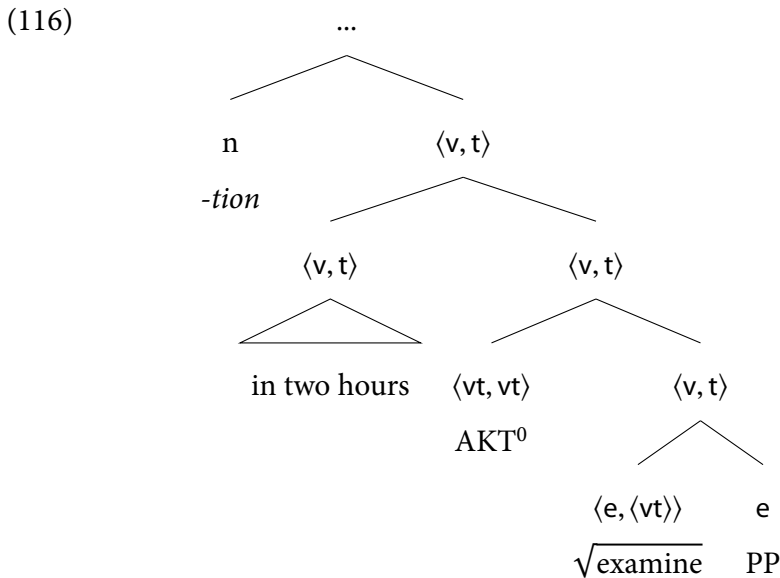 (116) ...
n ⟨v, t⟩
-tion
⟨v, t⟩ ⟨v, t⟩
in two hours ⟨vt, vt⟩ ⟨v, t⟩
AKT⁰
⟨e, ⟨vt⟩⟩ e
√examine PP